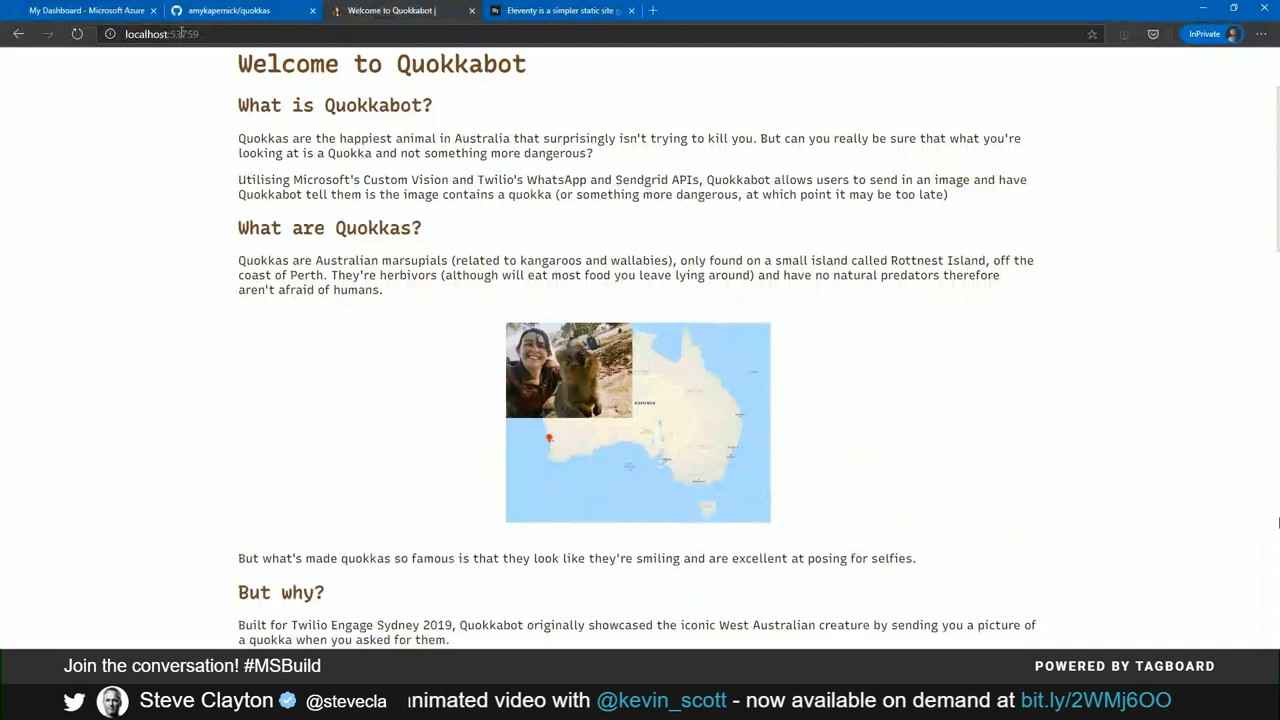 My Dashboard - Microsoft Azure
amykapernick/quokkas
Welcome to Quokkabot |
Eleventy is a simpler static site g
localhost:53759
InPrivate
Welcome to Quokkabot
What is Quokkabot?
Quokkas are the happiest animal in Australia that surprisingly isn't trying to kill you. But can you really be sure that what you're
looking at is a Quokka and not something more dangerous?
Utilising Microsoft's Custom Vision and Twilio's WhatsApp and Sendgrid APIs, Quokkabot allows users to send in an image and have
Quokkabot tell them is the image contains a quokka (or something more dangerous, at which point it may be too late)
What are Quokkas?
Quokkas are Australian marsupials (related to kangaroos and wallabies), only found on a small island called Rottnest Island, off the
coast of Perth. They're herbivors (although will eat most food you leave lying around) and have no natural predators therefore
aren't afraid of humans.
Australia
But what's made quokkas so famous is that they look like they're smiling and are excellent at posing for selfies.
But why?
Built for Twilio Engage Sydney 2019, Quokkabot originally showcased the iconic West Australian creature by sending you a picture of
a quokka when you asked for them.
Join the conversation! #MSBuild
POWERED BY TAGBOARD
Steve Clayton @stevecla nimated video with @kevin_scott - now available on demand at bit.ly/2WMj6OO